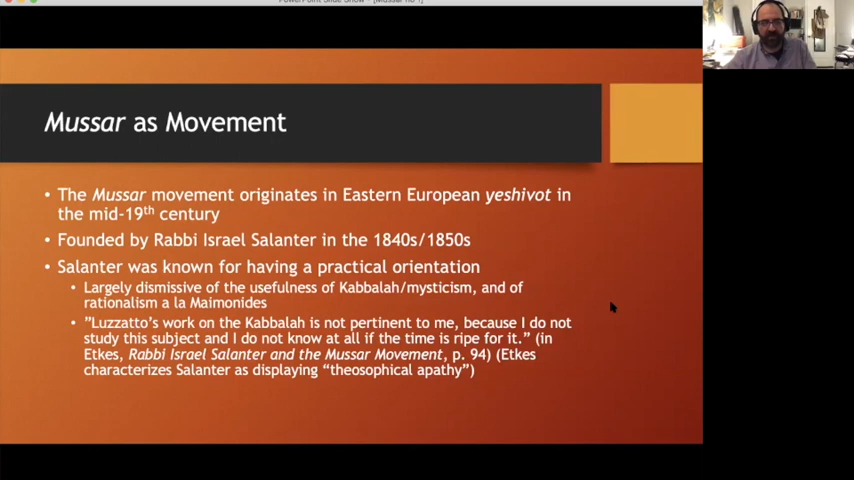 PowerPoint Slide Show - [Mussar no 1]
Mussar as Movement
• The Mussar movement originates in Eastern European yeshivot in
the mid-19th century
• Founded by Rabbi Israel Salanter in the 1840s/1850s
• Salanter was known for having a practical orientation
• Largely dismissive of the usefulness of Kabbalah/mysticism, and of
rationalism a la Maimonides
• ”Luzzatto’s work on the Kabbalah is not pertinent to me, because I do not
study this subject and I do not know at all if the time is ripe for it.” (in
Etkes, Rabbi Israel Salanter and the Mussar Movement, p. 94) (Etkes
characterizes Salanter as displaying “theosophical apathy”)